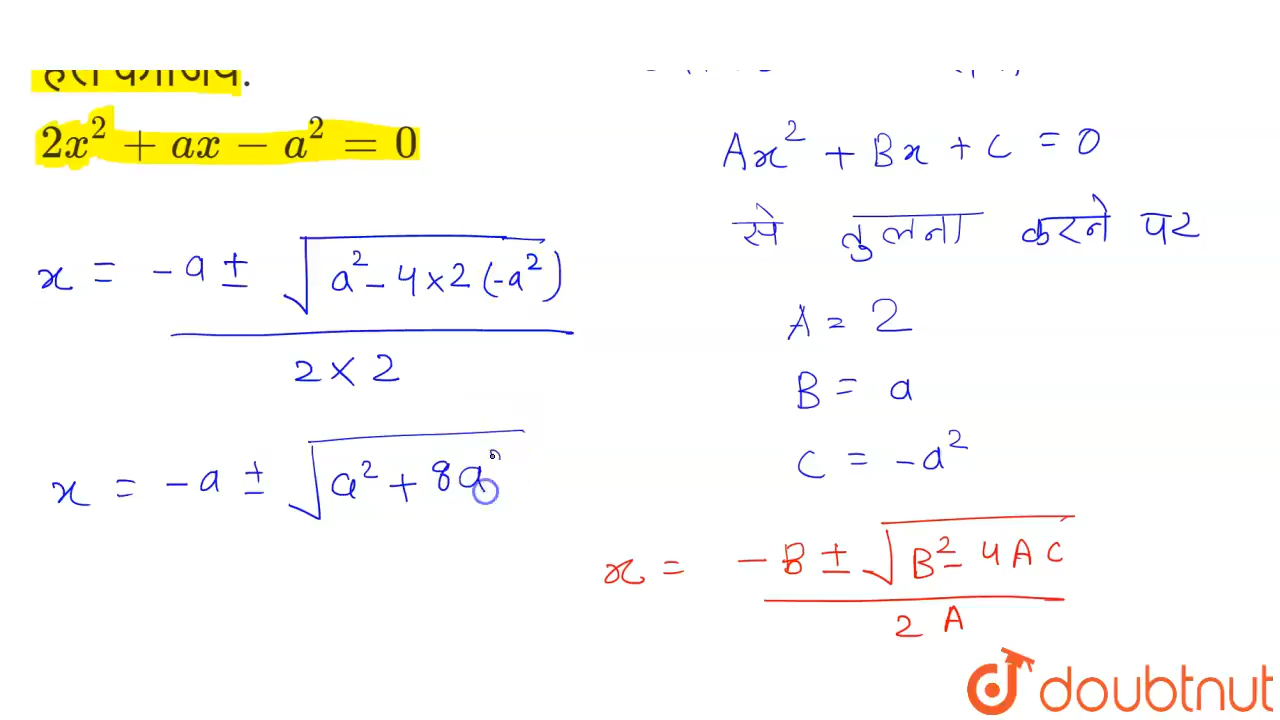 2x² + ax − a² = 0
x = -a ± √(a² - 4×2(-a²))
2 × 2
x = -a ± √(a² + 8a
Ax² + Bx + C = 0
से तुलना करने पर
A = 2
B = a
C = -a²
x = -B ± √(B² - 4AC)
2A
doubtnut